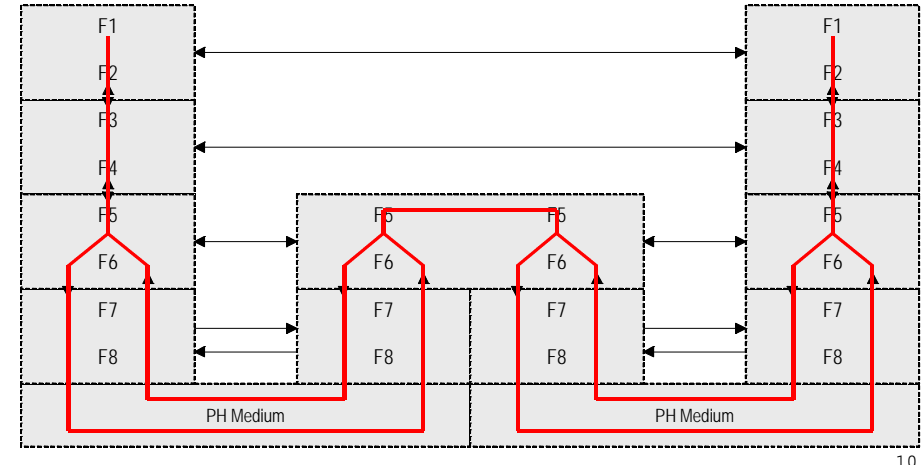 F1 F1
F2 F2
F3 F3
F4 F4
F5 F5 F5 F5
F6 F6 F6 F6
F7 F7 F7 F7
F8 F8 F8 F8
PH Medium PH Medium
10